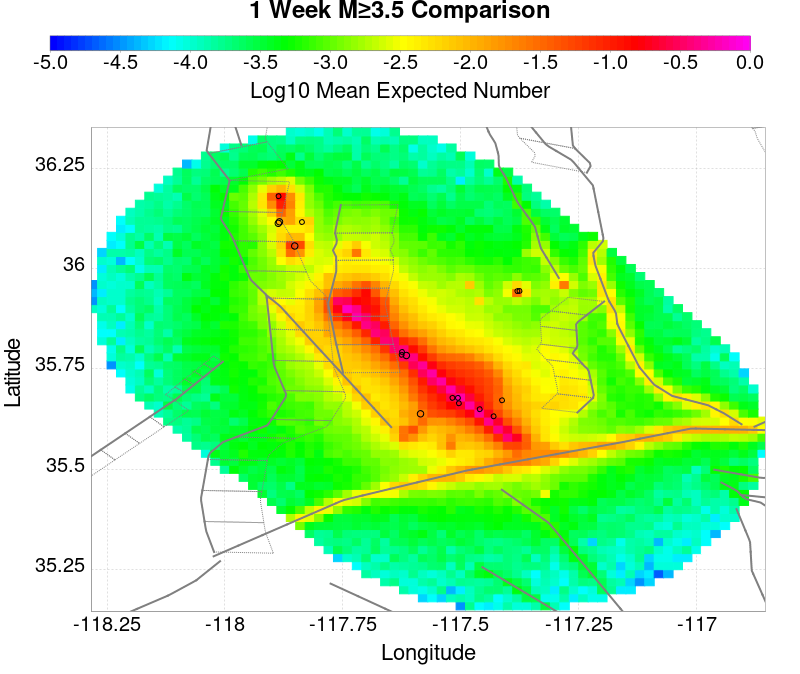 1 Week M≥3.5 Comparison
-5.0 -4.5 -4.0 -3.5 -3.0 -2.5 -2.0 -1.5 -1.0 -0.5 0.0
Log10 Mean Expected Number
36.25
36
35.75
35.5
35.25
Latitude
-118.25 -118 -117.75 -117.5 -117.25 -117
Longitude